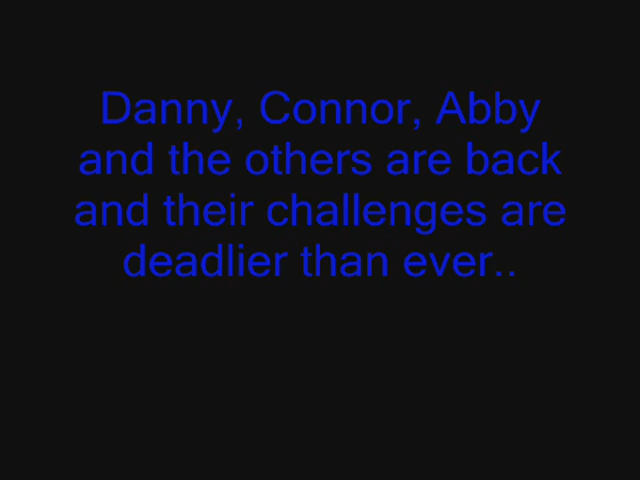 Danny, Connor, Abby
and the others are back
and their challenges are
deadlier than ever..